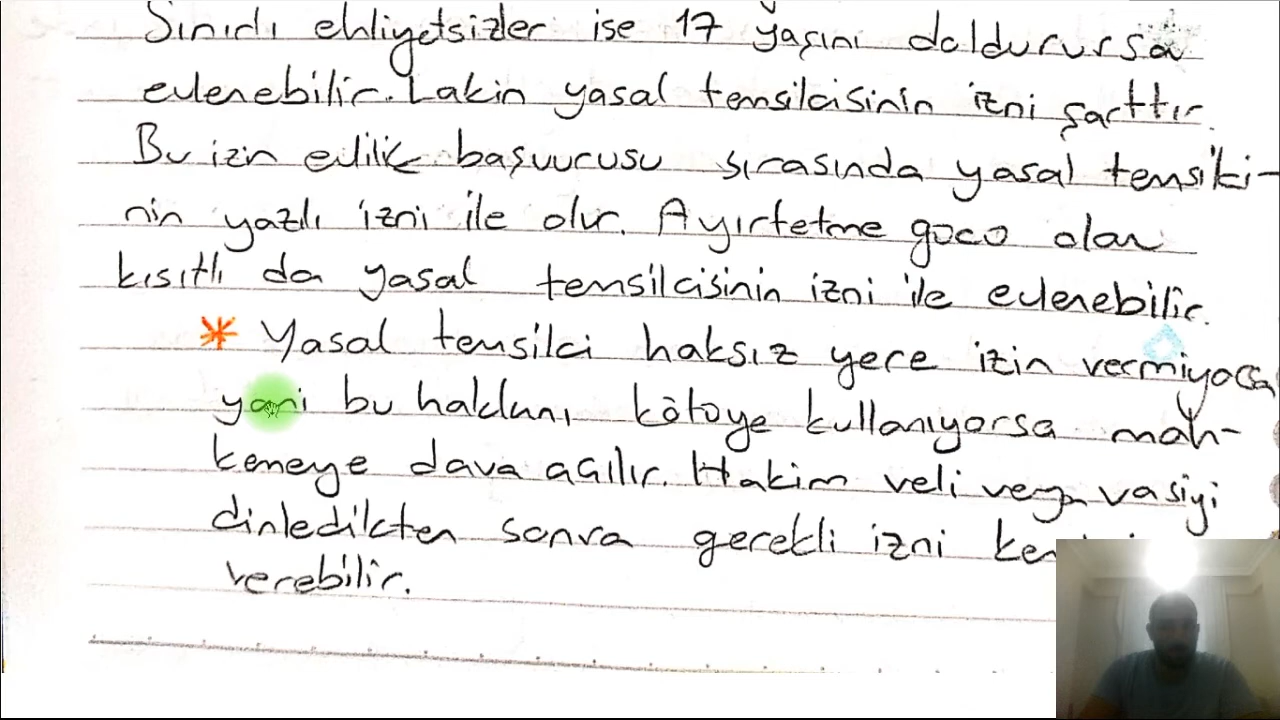 Sınırlı ehliyetsizler ise 17 yaşını doldurursa
evlenebilir. Lakin yasal temsilcisinin izni şarttır.
Bu izin evlilik başvurusu sırasında yasal temsilci-
nin yazılı izni ile olur. Ayırtetme gücü olan
kısıtlı da yasal temsilcisinin izni ile evlenebilir.
* Yasal temsilci haksız yere izin vermiyorsa
yani bu hakkını kötüye kullanıyorsa mah-
kemeye dava açılır. Hakim veli veya vasiyi
dinledikten sonra gerekli izni
verebilir.